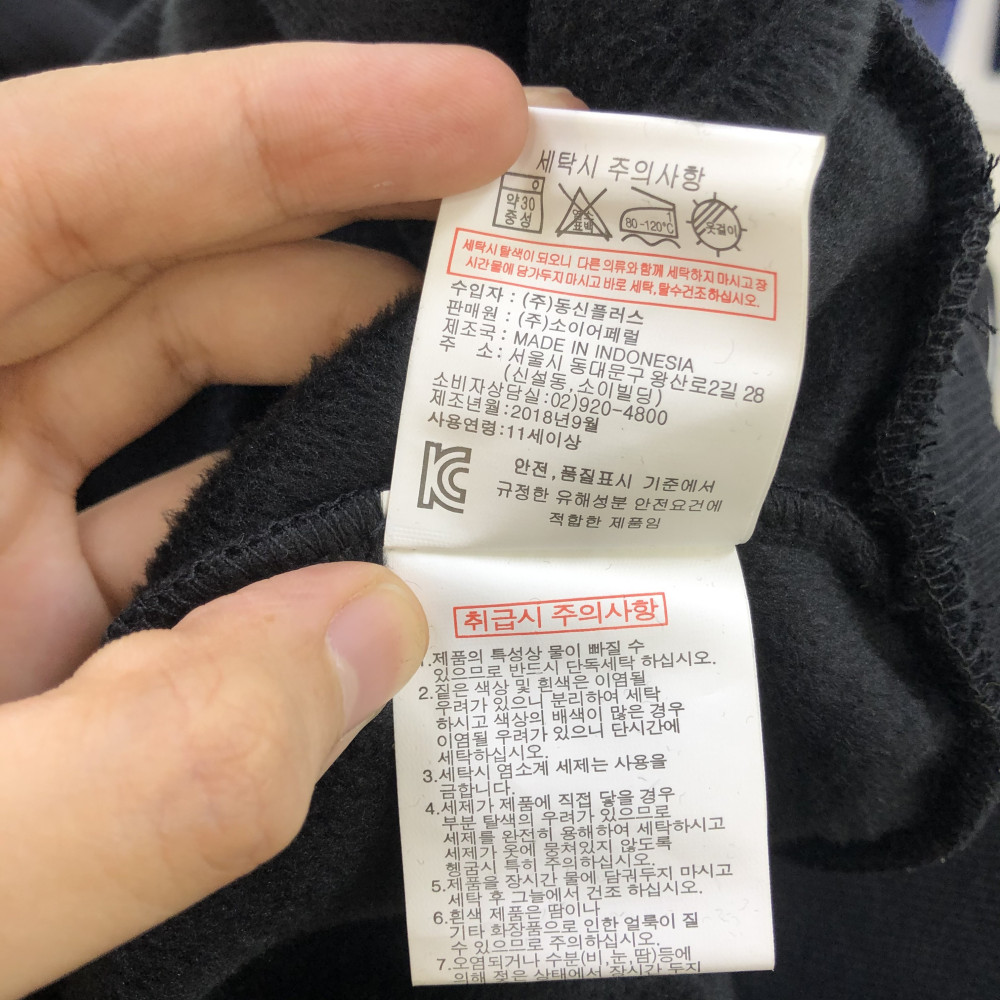 세탁시 주의사항
약30
중성
염소
표백
80-120°C
옷걸이
세탁시 탈색이 되오니 다른 의류와 함께 세탁하지 마시고 장
시간 물에 담가두지 마시고 바로 세탁,탈수건조 하십시오.
수입자 : (주)동신플러스
판매원 : (주)소이어패럴
제조국 : MADE IN INDONESIA
주 소 : 서울시 동대문구 왕산로2길 28
(신설동,소이빌딩)
소비자상담실:02)920-4800
제조년월:2018년9월
사용연령:11세이상
안전,품질표시 기준에서
규정한 유해성분 안전요건에
적합한 제품임
취급시 주의사항
1.제품의 특성상 물이 빠질 수
있으므로 반드시 단독세탁 하십시오.
2.짙은 색상 및 흰색은 이염될
우려가 있으니 분리하여 세탁
하시고 색상의 배색이 많은 경우
이염될 우려가 있으니 단시간에
세탁하십시오.
3.세탁시 염소계 세제는 사용을
금합니다.
4.세제가 제품에 직접 닿을 경우
부분 탈색의 우려가 있으므로
세제를 완전히 용해하여 세탁하시고
세제가 옷에 뭉쳐있지 않도록
헹굼시 특히 주의하십시오.
5.제품을 장시간 물에 담궈두지 마시고
세탁 후 그늘에서 건조 하십시오.
6.흰색 제품은 땀이나
기타 화장품으로 인한 얼룩이 질
수 있으므로 주의하십시오.
7.오염되거나 수분(비,눈,땀)등에
의해 젖은 상태에서 장시간 두지